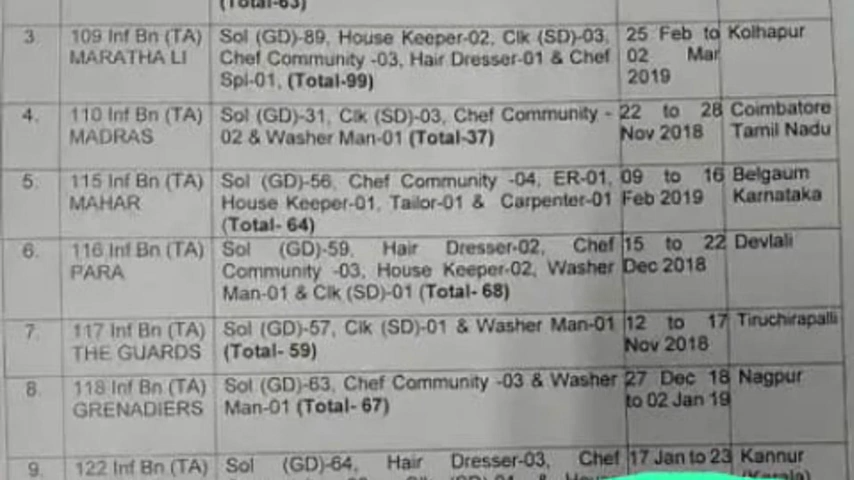 (Total-63)
3. 109 Inf Bn (TA) MARATHA LI Sol (GD)-89, House Keeper-02, Clk (SD)-03, Chef Community -03, Hair Dresser-01 & Chef Spl-01, (Total-99) 25 Feb to 02 Mar 2019 Kolhapur
4. 110 Inf Bn (TA) MADRAS Sol (GD)-31, Clk (SD)-03, Chef Community - 02 & Washer Man-01 (Total-37) 22 to 28 Nov 2018 Coimbatore Tamil Nadu
5. 115 Inf Bn (TA) MAHAR Sol (GD)-56, Chef Community -04, ER-01, House Keeper-01, Tailor-01 & Carpenter-01 (Total- 64) 09 to 16 Feb 2019 Belgaum Karnataka
6. 116 Inf Bn (TA) PARA Sol (GD)-59, Hair Dresser-02, Chef Community -03, House Keeper-02, Washer Man-01 & Clk (SD)-01 (Total- 68) 15 to 22 Dec 2018 Devlali
7. 117 Inf Bn (TA) THE GUARDS Sol (GD)-57, Clk (SD)-01 & Washer Man-01 (Total- 59) 12 to 17 Nov 2018 Tiruchirapalli
8. 118 Inf Bn (TA) GRENADIERS Sol (GD)-63, Chef Community -03 & Washer Man-01 (Total- 67) 27 Dec 18 to 02 Jan 19 Nagpur
9. 122 Inf Bn (TA) Sol (GD)-64, Hair Dresser-03, Chef 17 Jan to 23 Kannur (Kerala)